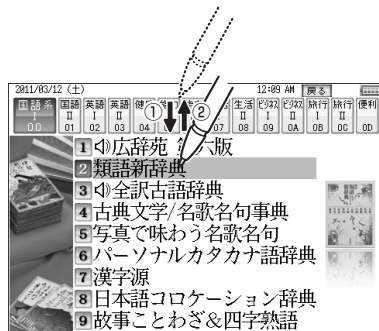 2011/03/12 (土) 12:09 AM 戻る
国語系 国語 英語 英語 生活 ビジネス ビジネス 旅行 旅行 便利
I II I II II I II I II
00 01 02 03 04 07 08 09 0A 0B 0C 0D
① ②
1 広辞苑 第六版
2 類語新辞典
3 全訳古語辞典
4 古典文学/名歌名句事典
5 写真で味わう名歌名句
6 パーソナルカタカナ語辞典
7 漢字源
8 日本語コロケーション辞典
9 故事ことわざ&四字熟語